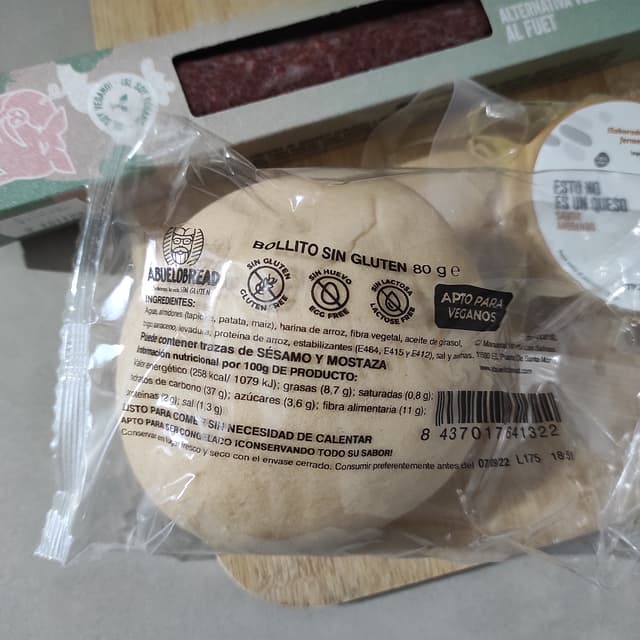 ALTERNATIVA
AL FUET
ESTO NO
ES UN QUESO
BOLLITO SIN GLUTEN 80 g e
ABUELOBREAD
SIN GLUTEN
GLUTEN FREE
SIN HUEVO
EGG FREE
SIN LACTOSA
LACTOSE FREE
APTO PARA
VEGANOS
INGREDIENTES:
Agua, almidones (tapioca, patata, maíz), harina de arroz, fibra vegetal, aceite de girasol,
trigo sarraceno, levadura, proteína de arroz, estabilizantes (E464, E415 y E412), sal y
Puede contener trazas de SÉSAMO Y MOSTAZA
Información nutricional por 100g DE PRODUCTO:
Valor energético (258 kcal/ 1079 kJ); grasas (8,7 g); saturadas (0,8 g);
hidratos de carbono (37 g); azúcares (3,6 g); fibra alimentaria (11 g);
proteínas (2 g); sal (1,3 g)
LISTO PARA COMER SIN NECESIDAD DE CALENTAR
APTO PARA SER CONGELADO ¡CONSERVANDO TODO SU SABOR!
Conservar en lugar fresco y seco con el envase cerrado. Consumir preferentemente antes del
L175
8 437017641322